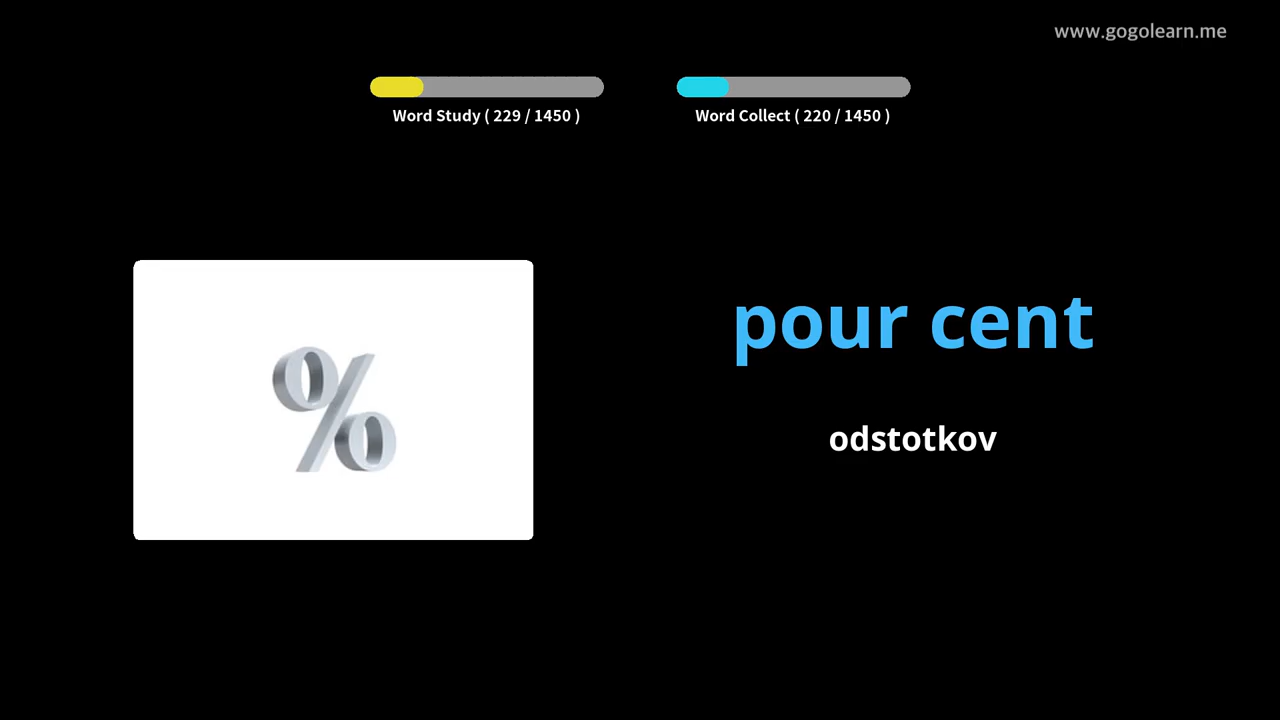 www.gogolearn.me
Word Study ( 229 / 1450 )
Word Collect ( 220 / 1450 )
%
pour cent
odstotkov